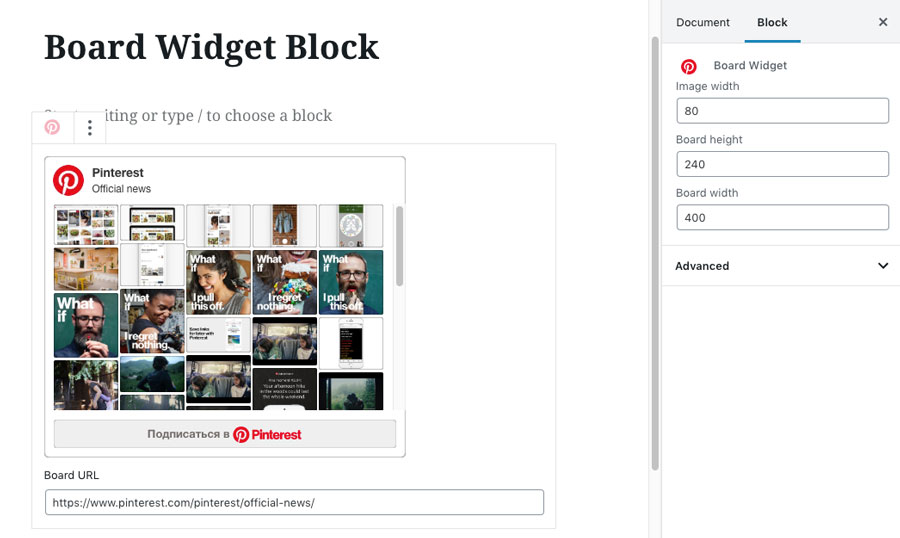 Board Widget Block
iting or type / to choose a block
Pinterest
Official news
What
if
I pull
this off.
What
if
I regret
nothing.
What
if
I pull
this off.
What
if
What
if
I regret
nothing.
Подписаться в Pinterest
Board URL
https://www.pinterest.com/pinterest/official-news/
Document
Block
Board Widget
Image width
80
Board height
240
Board width
400
Advanced